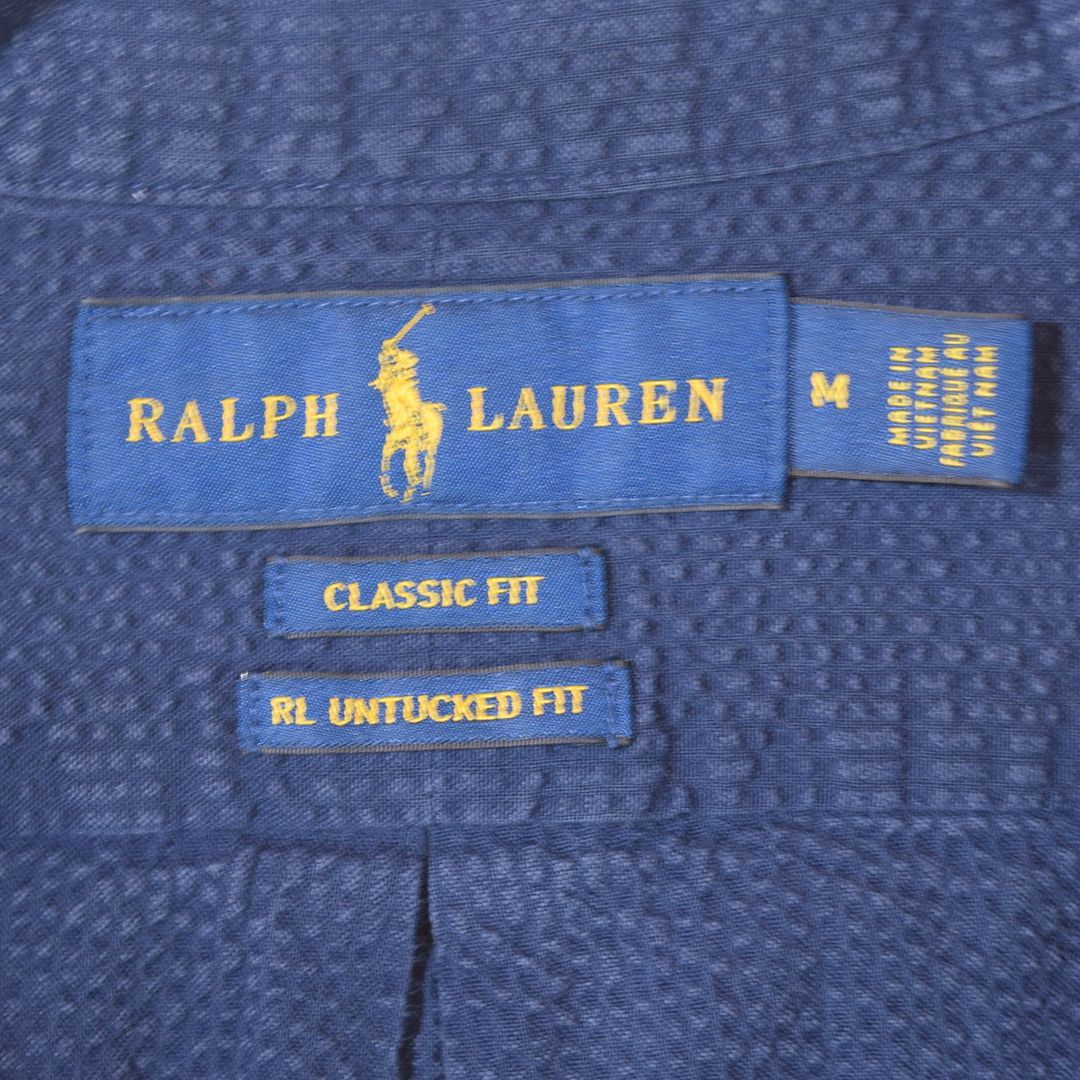 RALPH LAUREN
M
MADE IN
VIETNAM
FABRIQUÉ AU
VIÊT NAM
CLASSIC FIT
RL UNTUCKED FIT